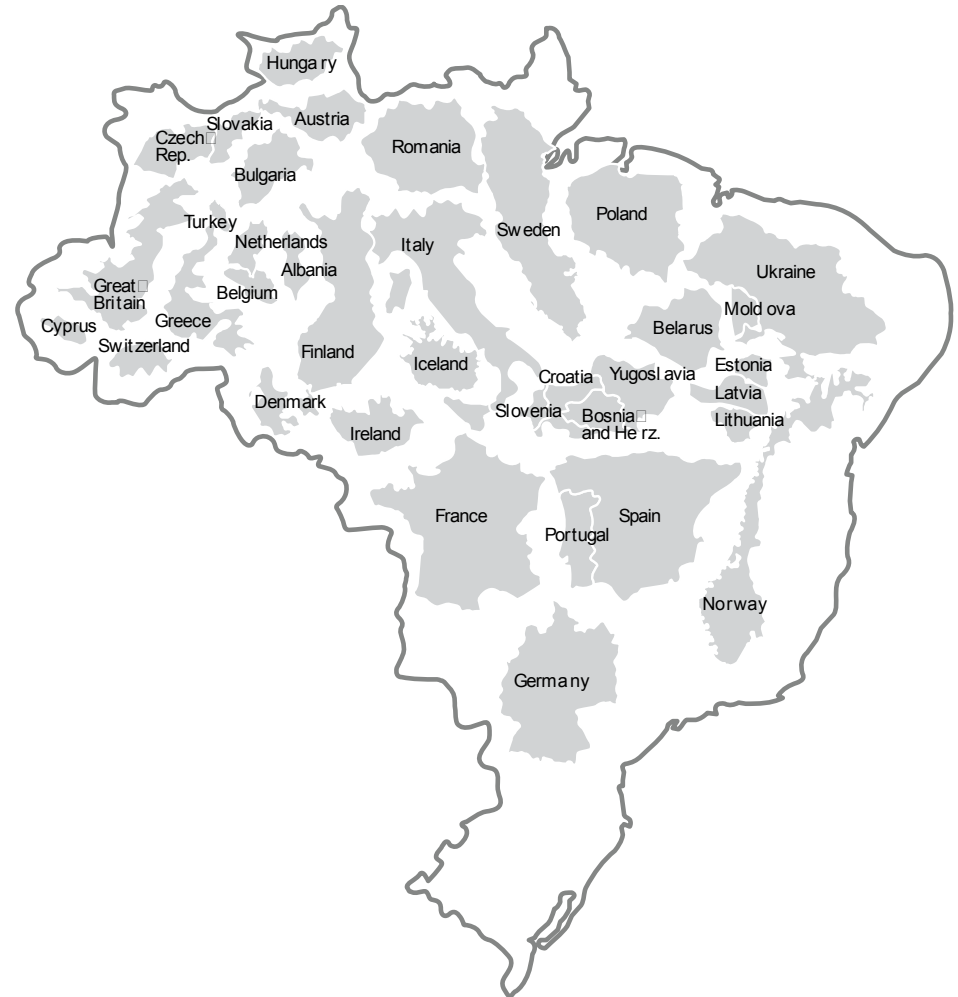 Hungary
Slovakia
Austria
Czech
Rep.
Romania
Bulgaria
Poland
Turkey
Sweden
Netherlands
Italy
Albania
Ukraine
Great
Britain
Belgium
Moldova
Cyprus
Greece
Belarus
Switzerland
Finland
Iceland
Estonia
Croatia
Yugoslavia
Latvia
Denmark
Slovenia
Bosnia
and Herz.
Lithuania
Ireland
France
Spain
Portugal
Norway
Germany